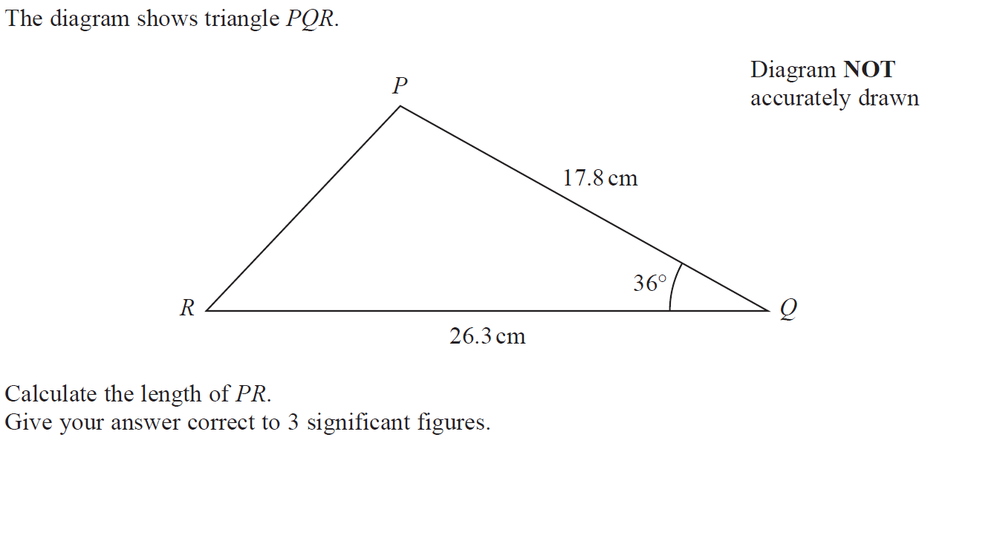 The diagram shows triangle PQR.
Diagram NOT
accurately drawn
P
17.8 cm
36°
R
Q
26.3 cm
Calculate the length of PR.
Give your answer correct to 3 significant figures.